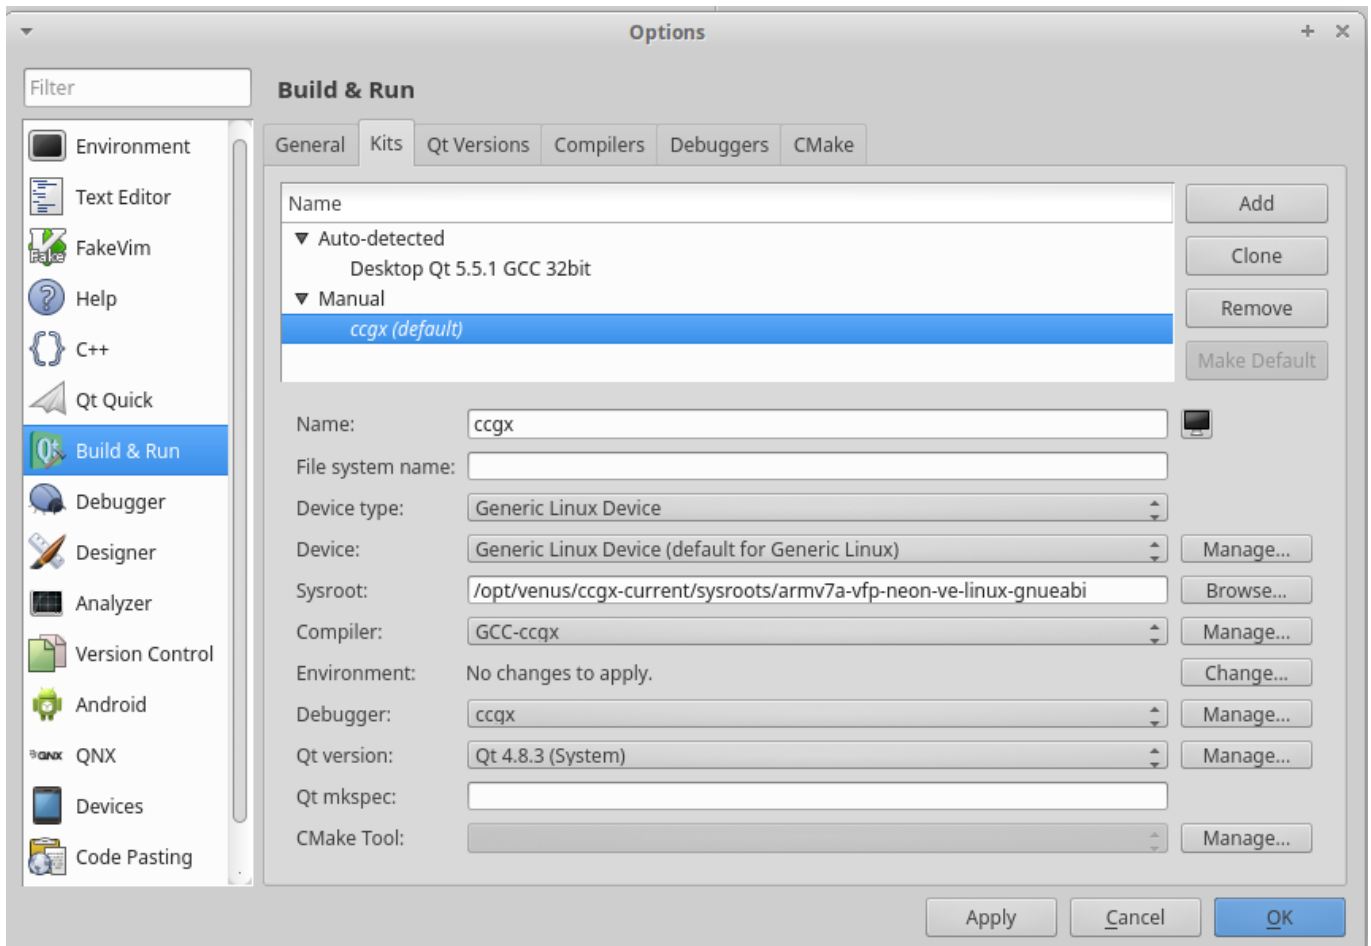 Options
Filter
Environment
Text Editor
FakeVim
Help
C++
Qt Quick
Build & Run
Debugger
Designer
Analyzer
Version Control
Android
QNX
Devices
Code Pasting
Build & Run
General Kits Qt Versions Compilers Debuggers CMake
Name
Auto-detected
Desktop Qt 5.5.1 GCC 32bit
Manual
ccgx (default)
Add
Clone
Remove
Make Default
Name: ccgx
File system name:
Device type: Generic Linux Device
Device: Generic Linux Device (default for Generic Linux) Manage...
Sysroot: /opt/venus/ccgx-current/sysroots/armv7a-vfp-neon-ve-linux-gnueabi Browse...
Compiler: GCC-ccgx Manage...
Environment: No changes to apply. Change...
Debugger: ccgx Manage...
Qt version: Qt 4.8.3 (System) Manage...
Qt mkspec:
CMake Tool: Manage...
Apply Cancel OK